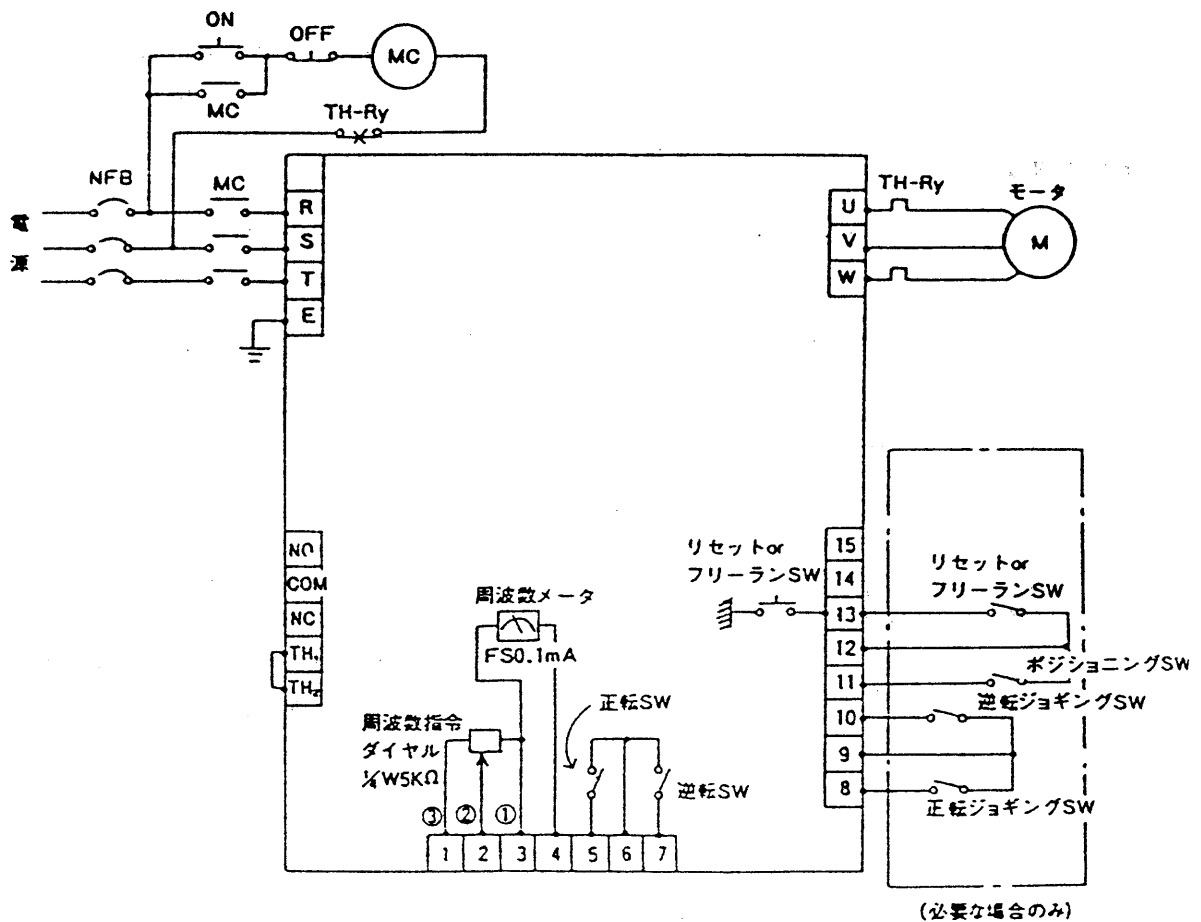 ON
OFF
MC
MC
TH-Ry
NFB
MC
電
源
R
S
T
E
U
V
W
TH-Ry
モータ
M
NO
COM
NC
TH₁
TH₂
周波数メータ
FS0.1mA
周波数指令
ダイヤル
¼W5KΩ
③
②
①
正転SW
逆転SW
1
2
3
4
5
6
7
リセットor
フリーランSW
15
14
13
12
11
10
9
8
リセットor
フリーランSW
ポジショニングSW
逆転ジョギングSW
正転ジョギングSW
(必要な場合のみ)